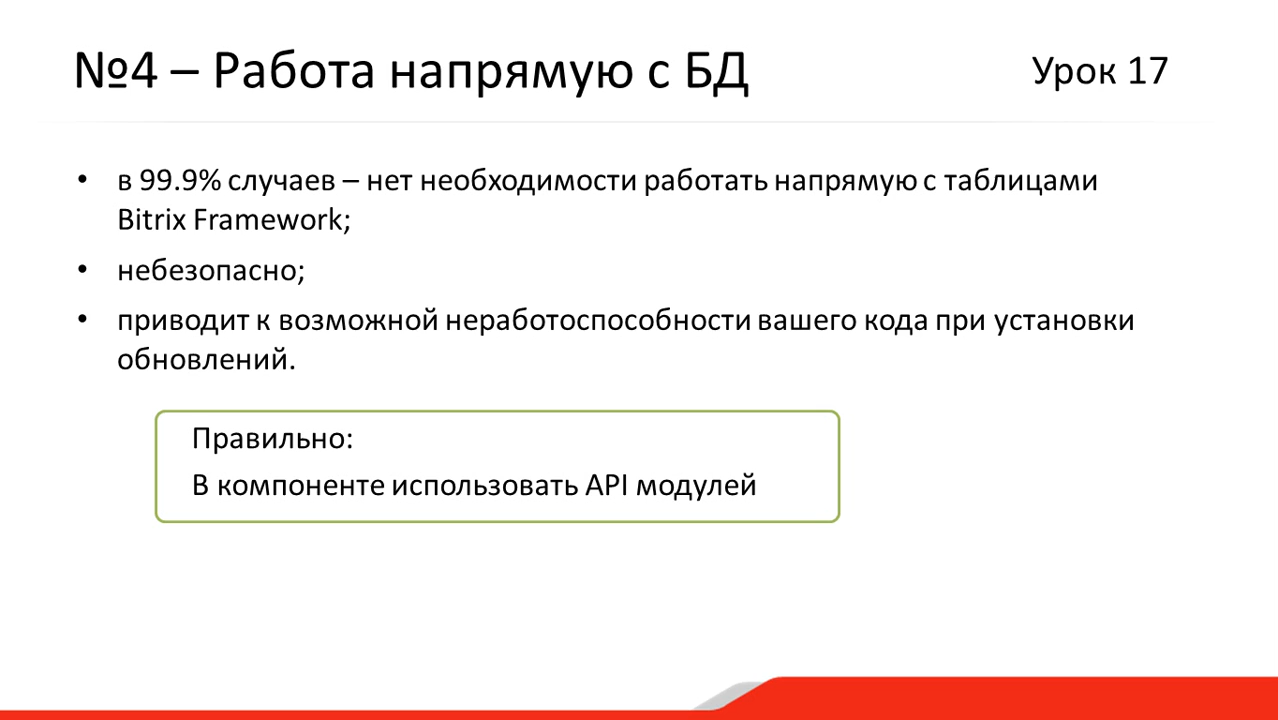 №4 – Работа напрямую с БД
Урок 17
• в 99.9% случаев – нет необходимости работать напрямую с таблицами
Bitrix Framework;
• небезопасно;
• приводит к возможной неработоспособности вашего кода при установки
обновлений.
Правильно:
В компоненте использовать API модулей